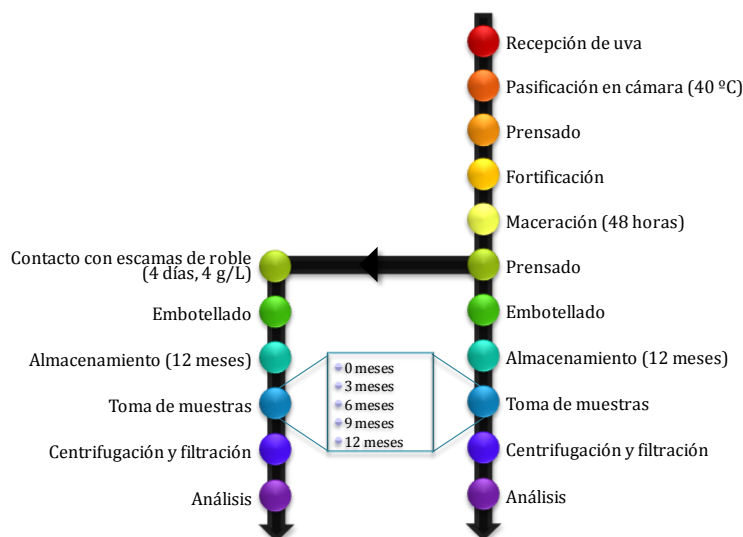 Recepción de uva
Pasificación en cámara (40 ºC)
Prensado
Fortificación
Maceración (48 horas)
Prensado
Embotellado
Almacenamiento (12 meses)
Toma de muestras
Centrifugación y filtración
Análisis
Contacto con escamas de roble
(4 días, 4 g/L)
Embotellado
Almacenamiento (12 meses)
Toma de muestras
Centrifugación y filtración
Análisis
0 meses
3 meses
6 meses
9 meses
12 meses